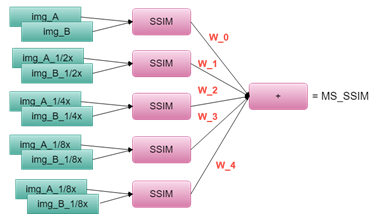 img_A
img_B
SSIM
W_0
img_A_1/2x
img_B_1/2x
SSIM
W_1
img_A_1/4x
img_B_1/4x
SSIM
W_2
+
= MS_SSIM
img_A_1/8x
img_B_1/8x
SSIM
W_3
img_A_1/8x
img_B_1/8x
SSIM
W_4